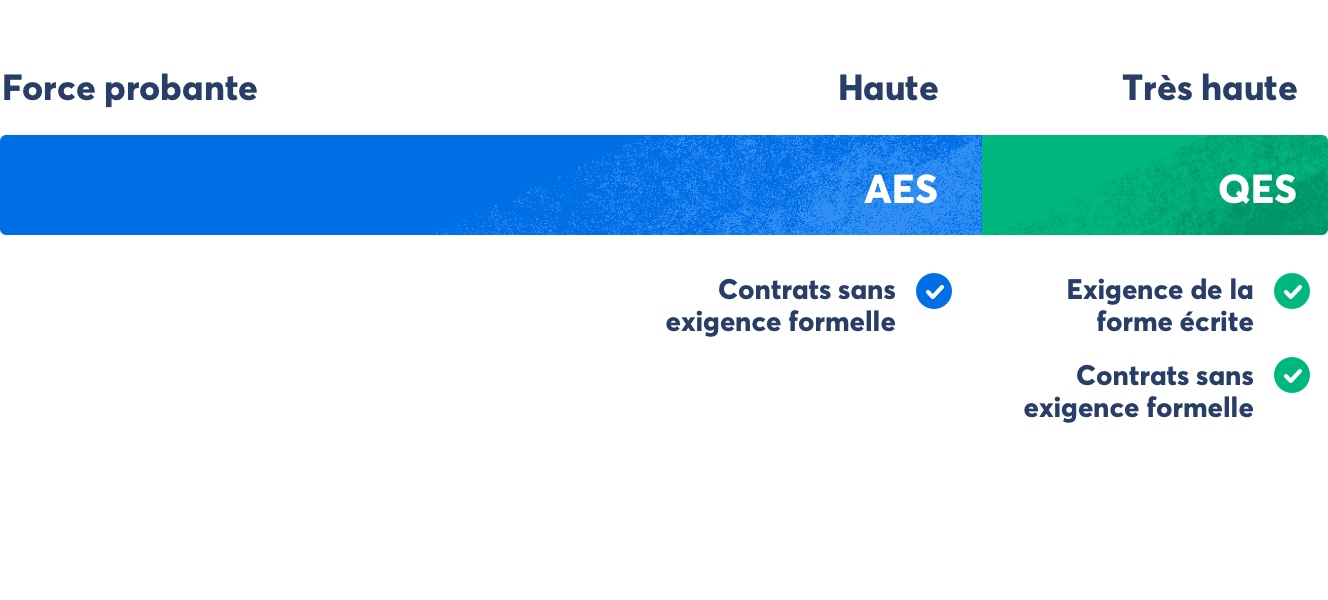 Force probante
Haute
Très haute
AES
QES
Contrats sans
exigence formelle
Exigence de la
forme écrite
Contrats sans
exigence formelle